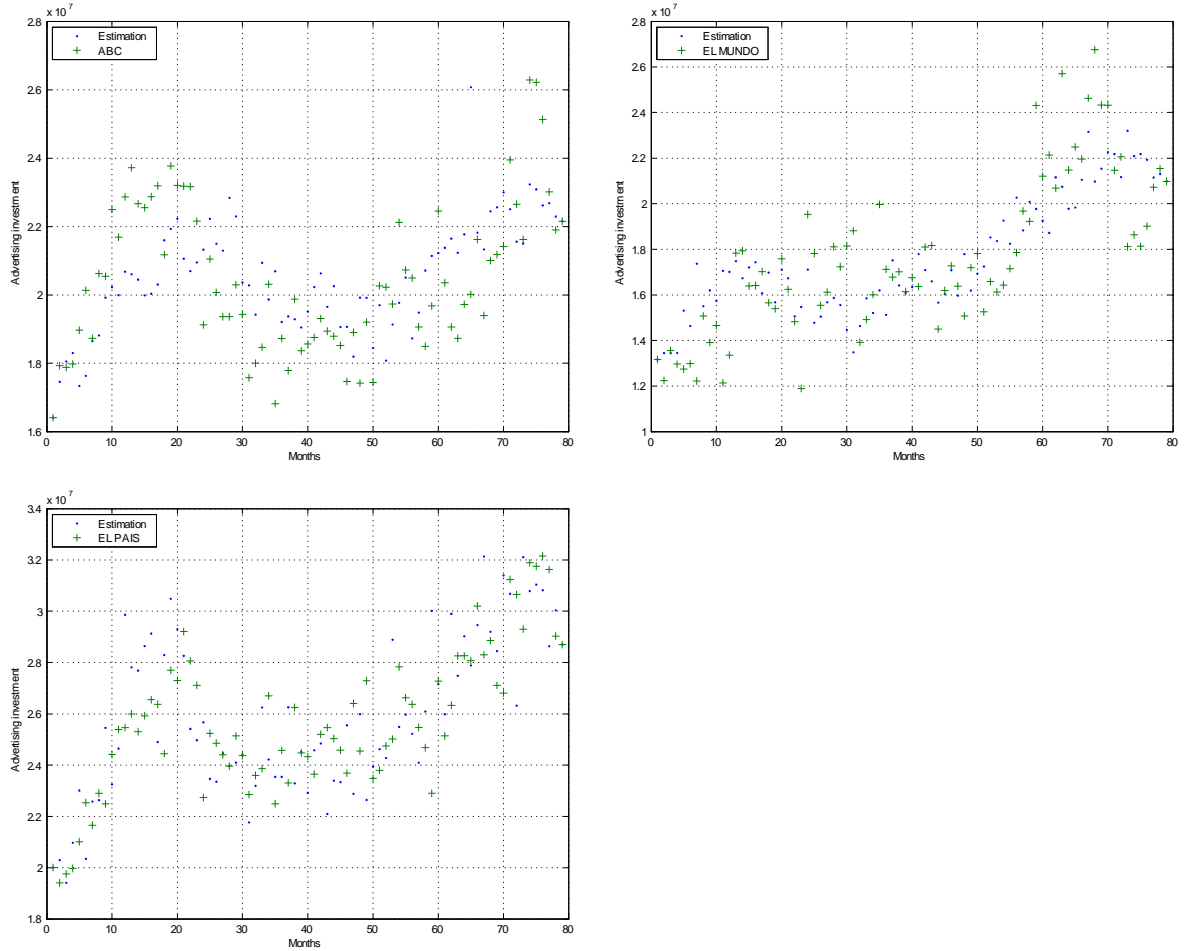 x 10^7
2.8
2.6
2.4
2.2
2
1.8
1.6
Advertising investment
Estimation
ABC
0 10 20 30 40 50 60 70 80
Months
x 10^7
2.8
2.6
2.4
2.2
2
1.8
1.6
1.4
1.2
1
Advertising investment
Estimation
EL MUNDO
0 10 20 30 40 50 60 70 80
Months
x 10^7
3.4
3.2
3
2.8
2.6
2.4
2.2
2
1.8
Advertising investment
Estimation
EL PAIS
0 10 20 30 40 50 60 70 80
Months